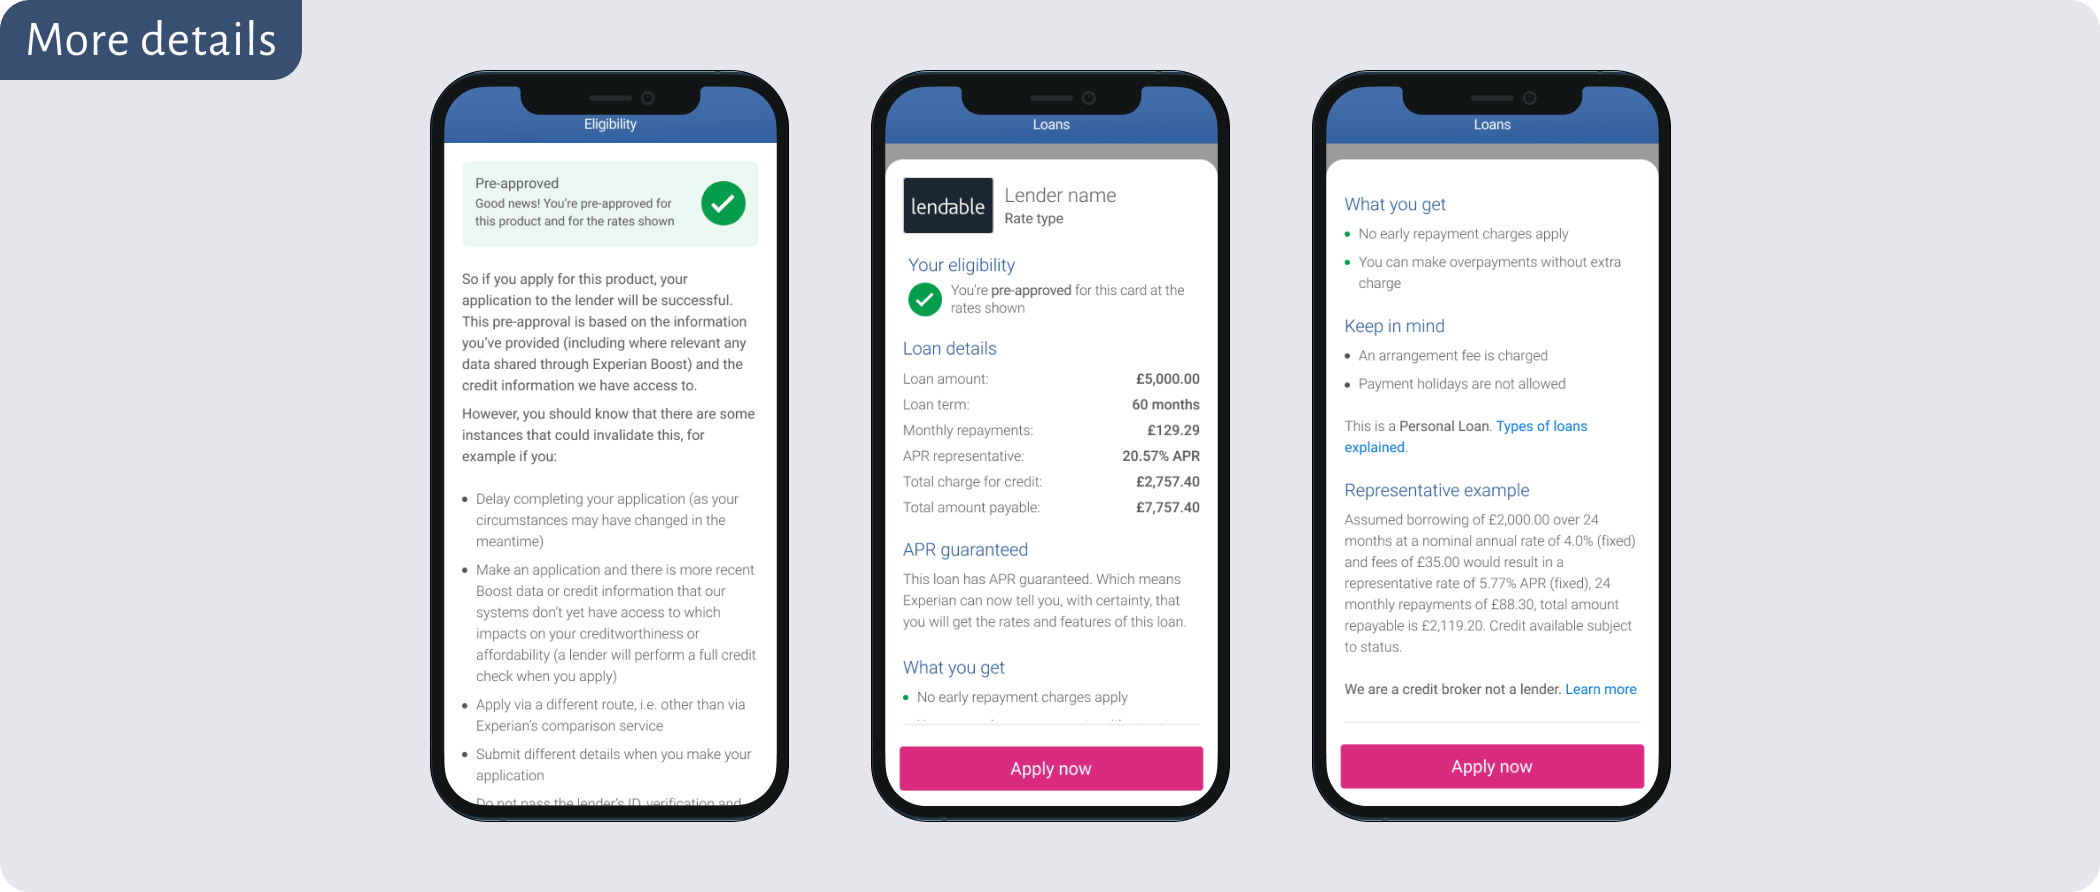 More details
Eligibility
Pre-approved
Good news! You're pre-approved for
this product and for the rates shown
So if you apply for this product, your
application to the lender will be successful.
This pre-approval is based on the information
you've provided (including where relevant any
data shared through Experian Boost) and the
credit information we have access to.
However, you should know that there are some
instances that could invalidate this, for
example if you:
Delay completing your application (as your
circumstances may have changed in the
meantime)
Make an application and there is more recent
Boost data or credit information that our
systems don't yet have access to which
impacts on your creditworthiness or
affordability (a lender will perform a full credit
check when you apply)
Apply via a different route, i.e. other than via
Experian's comparison service
Submit different details when you make your
application
Do not pass the lender's ID, verification and
Loans
lendable
Lender name
Rate type
Your eligibility
You're pre-approved for this card at the
rates shown
Loan details
Loan amount: £5,000.00
Loan term: 60 months
Monthly repayments: £129.29
APR representative: 20.57% APR
Total charge for credit: £2,757.40
Total amount payable: £7,757.40
APR guaranteed
This loan has APR guaranteed. Which means
Experian can now tell you, with certainty, that
you will get the rates and features of this loan.
What you get
No early repayment charges apply
Apply now
Loans
What you get
No early repayment charges apply
You can make overpayments without extra
charge
Keep in mind
An arrangement fee is charged
Payment holidays are not allowed
This is a Personal Loan. Types of loans
explained.
Representative example
Assumed borrowing of £2,000.00 over 24
months at a nominal annual rate of 4.0% (fixed)
and fees of £35.00 would result in a
representative rate of 5.77% APR (fixed), 24
monthly repayments of £88.30, total amount
repayable is £2,119.20. Credit available subject
to status.
We are a credit broker not a lender. Learn more
Apply now